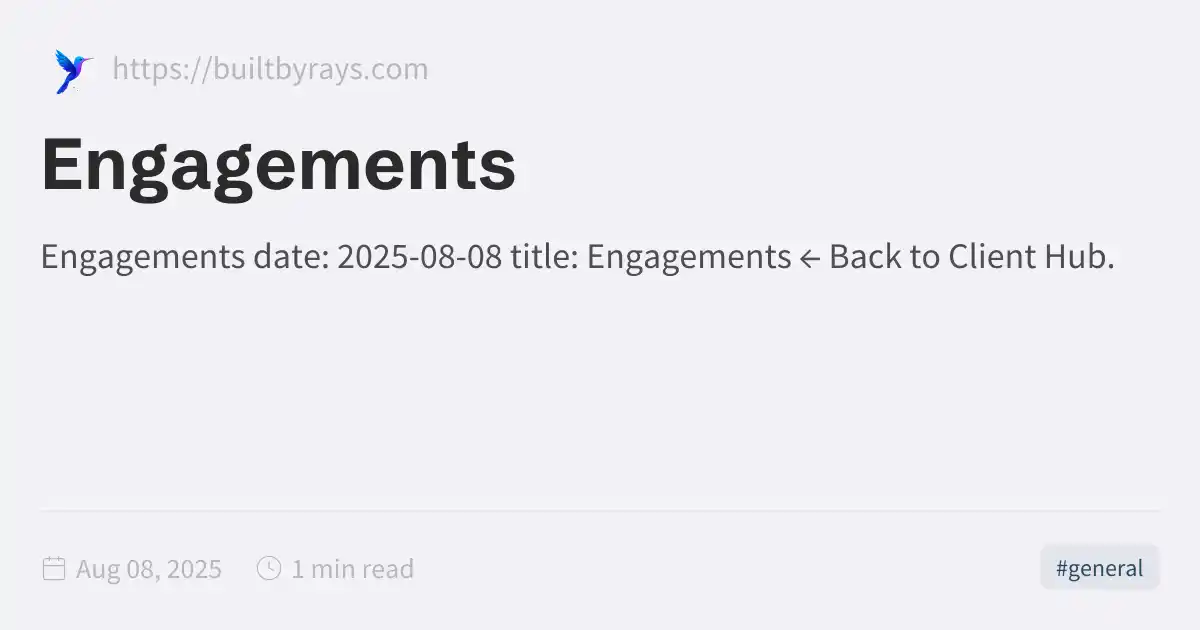 https://builtbyrays.com
Engagements
Engagements date: 2025-08-08 title: Engagements ← Back to Client Hub.
Aug 08, 2025
1 min read
#general